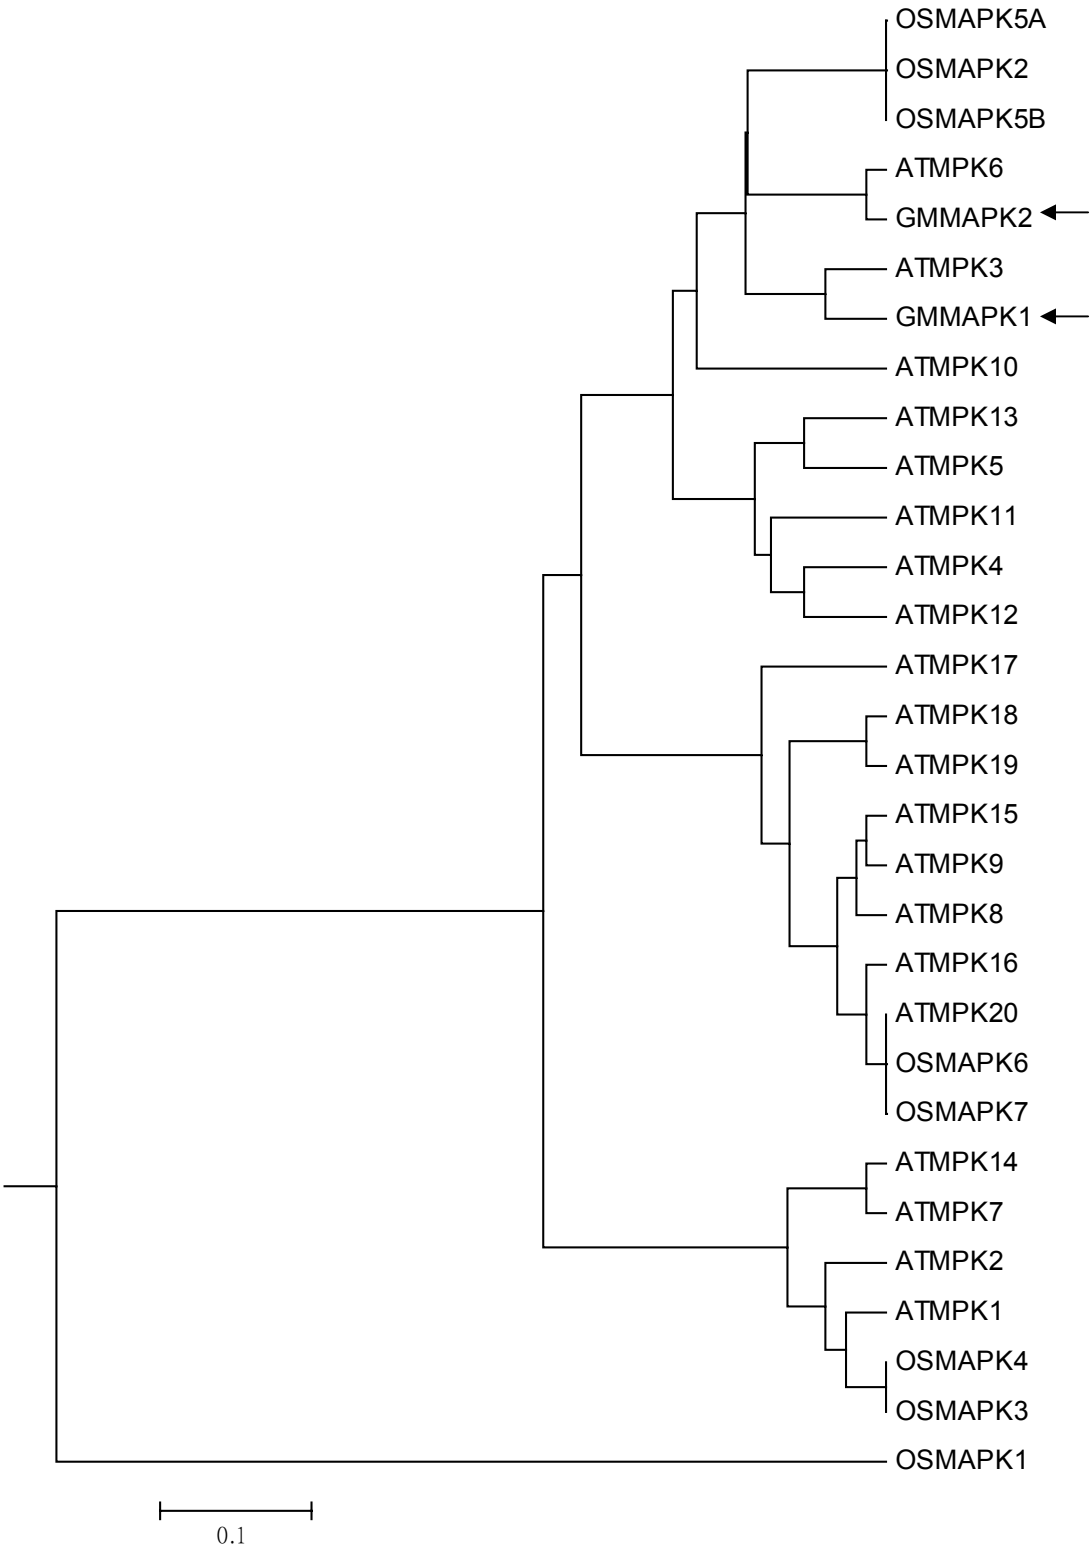 OSMAPK5A
OSMAPK2
OSMAPK5B
ATMPK6
GMMAPK2
ATMPK3
GMMAPK1
ATMPK10
ATMPK13
ATMPK5
ATMPK11
ATMPK4
ATMPK12
ATMPK17
ATMPK18
ATMPK19
ATMPK15
ATMPK9
ATMPK8
ATMPK16
ATMPK20
OSMAPK6
OSMAPK7
ATMPK14
ATMPK7
ATMPK2
ATMPK1
OSMAPK4
OSMAPK3
OSMAPK1
0.1